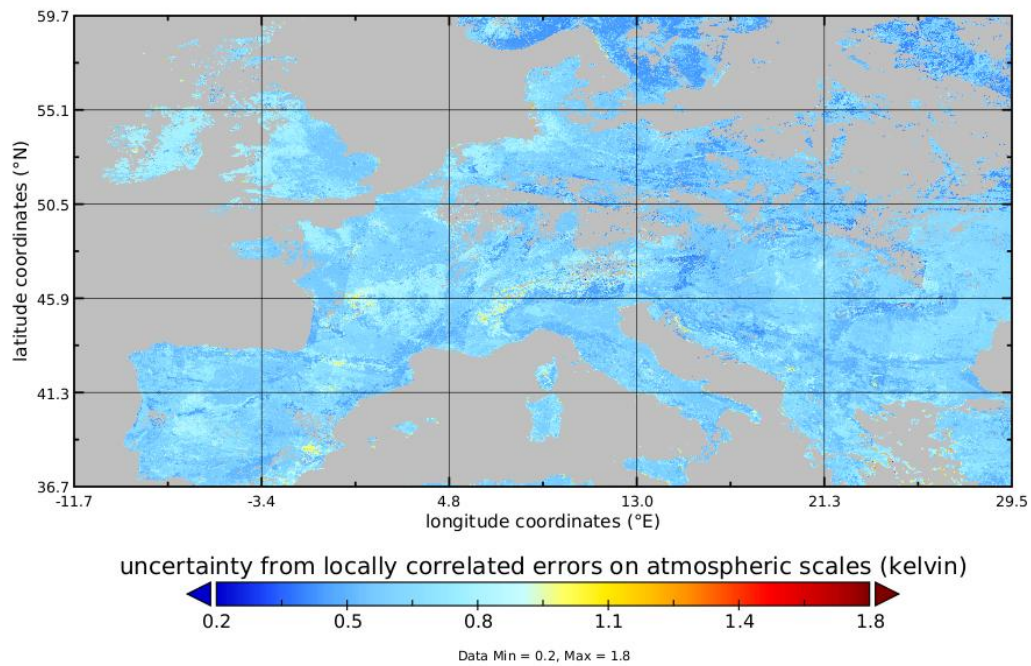 59.7
55.1
50.5
45.9
41.3
36.7
latitude coordinates (°N)
-11.7 -3.4 4.8 13.0 21.3 29.5
longitude coordinates (°E)
uncertainty from locally correlated errors on atmospheric scales (kelvin)
0.2 0.5 0.8 1.1 1.4 1.8
Data Min = 0.2, Max = 1.8